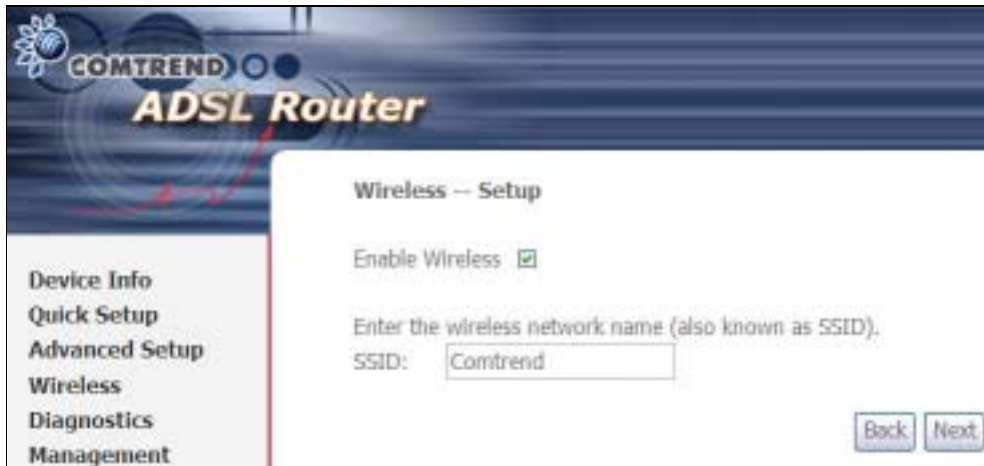 COMTREND
ADSL Router
Device Info
Quick Setup
Advanced Setup
Wireless
Diagnostics
Management
Wireless -- Setup
Enable Wireless
Enter the wireless network name (also known as SSID).
SSID: Comtrend
Back Next